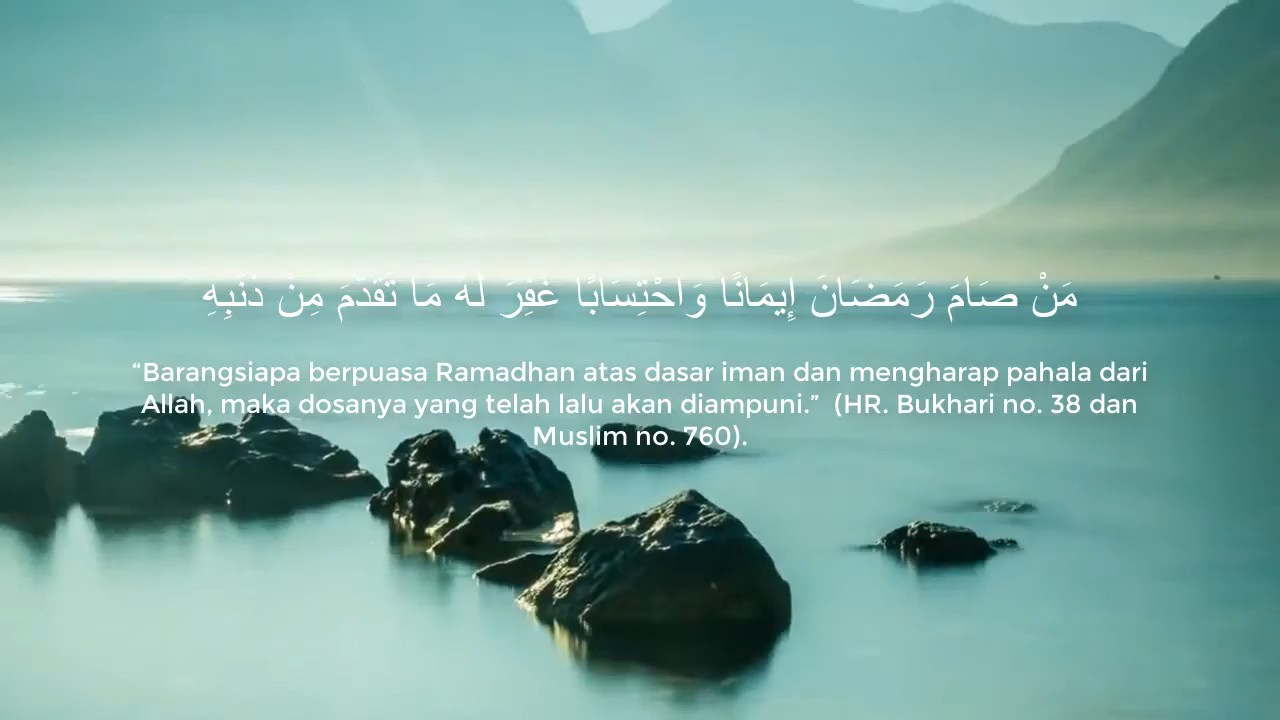 مَنْ صَامَ رَمَضَانَ إِيمَانًا وَاحْتِسَابًا غُفِرَ لَهُ مَا تَقَدَّمَ مِنْ ذَنْبِهِ
“Barangsiapa berpuasa Ramadhan atas dasar iman dan mengharap pahala dari
Allah, maka dosanya yang telah lalu akan diampuni.” (HR. Bukhari no. 38 dan
Muslim no. 760).